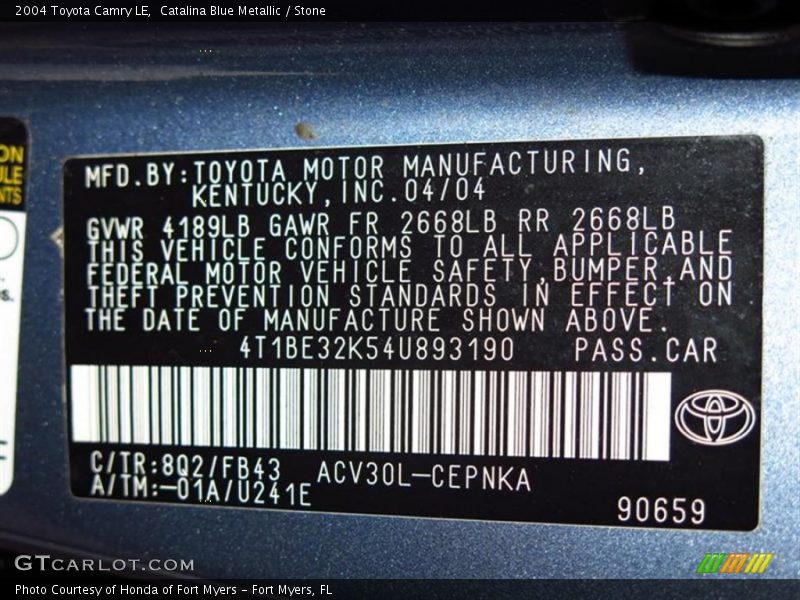 2004 Toyota Camry LE,  Catalina Blue Metallic / Stone
ON
ULE
NTS
MFD.BY:TOYOTA MOTOR MANUFACTURING,
KENTUCKY,INC.04/04
GVWR 4189LB GAWR FR 2668LB RR 2668LB
THIS VEHICLE CONFORMS TO ALL APPLICABLE
FEDERAL MOTOR VEHICLE SAFETY,BUMPER,AND
THEFT PREVENTION STANDARDS IN EFFECT ON
THE DATE OF MANUFACTURE SHOWN ABOVE.
4T1BE32K54U893190 PASS.CAR
C/TR:8Q2/FB43 ACV30L-CEPNKA
A/TM:-01A/U241E
90659
GTCARLOT.COM
Photo Courtesy of Honda of Fort Myers – Fort Myers, FL